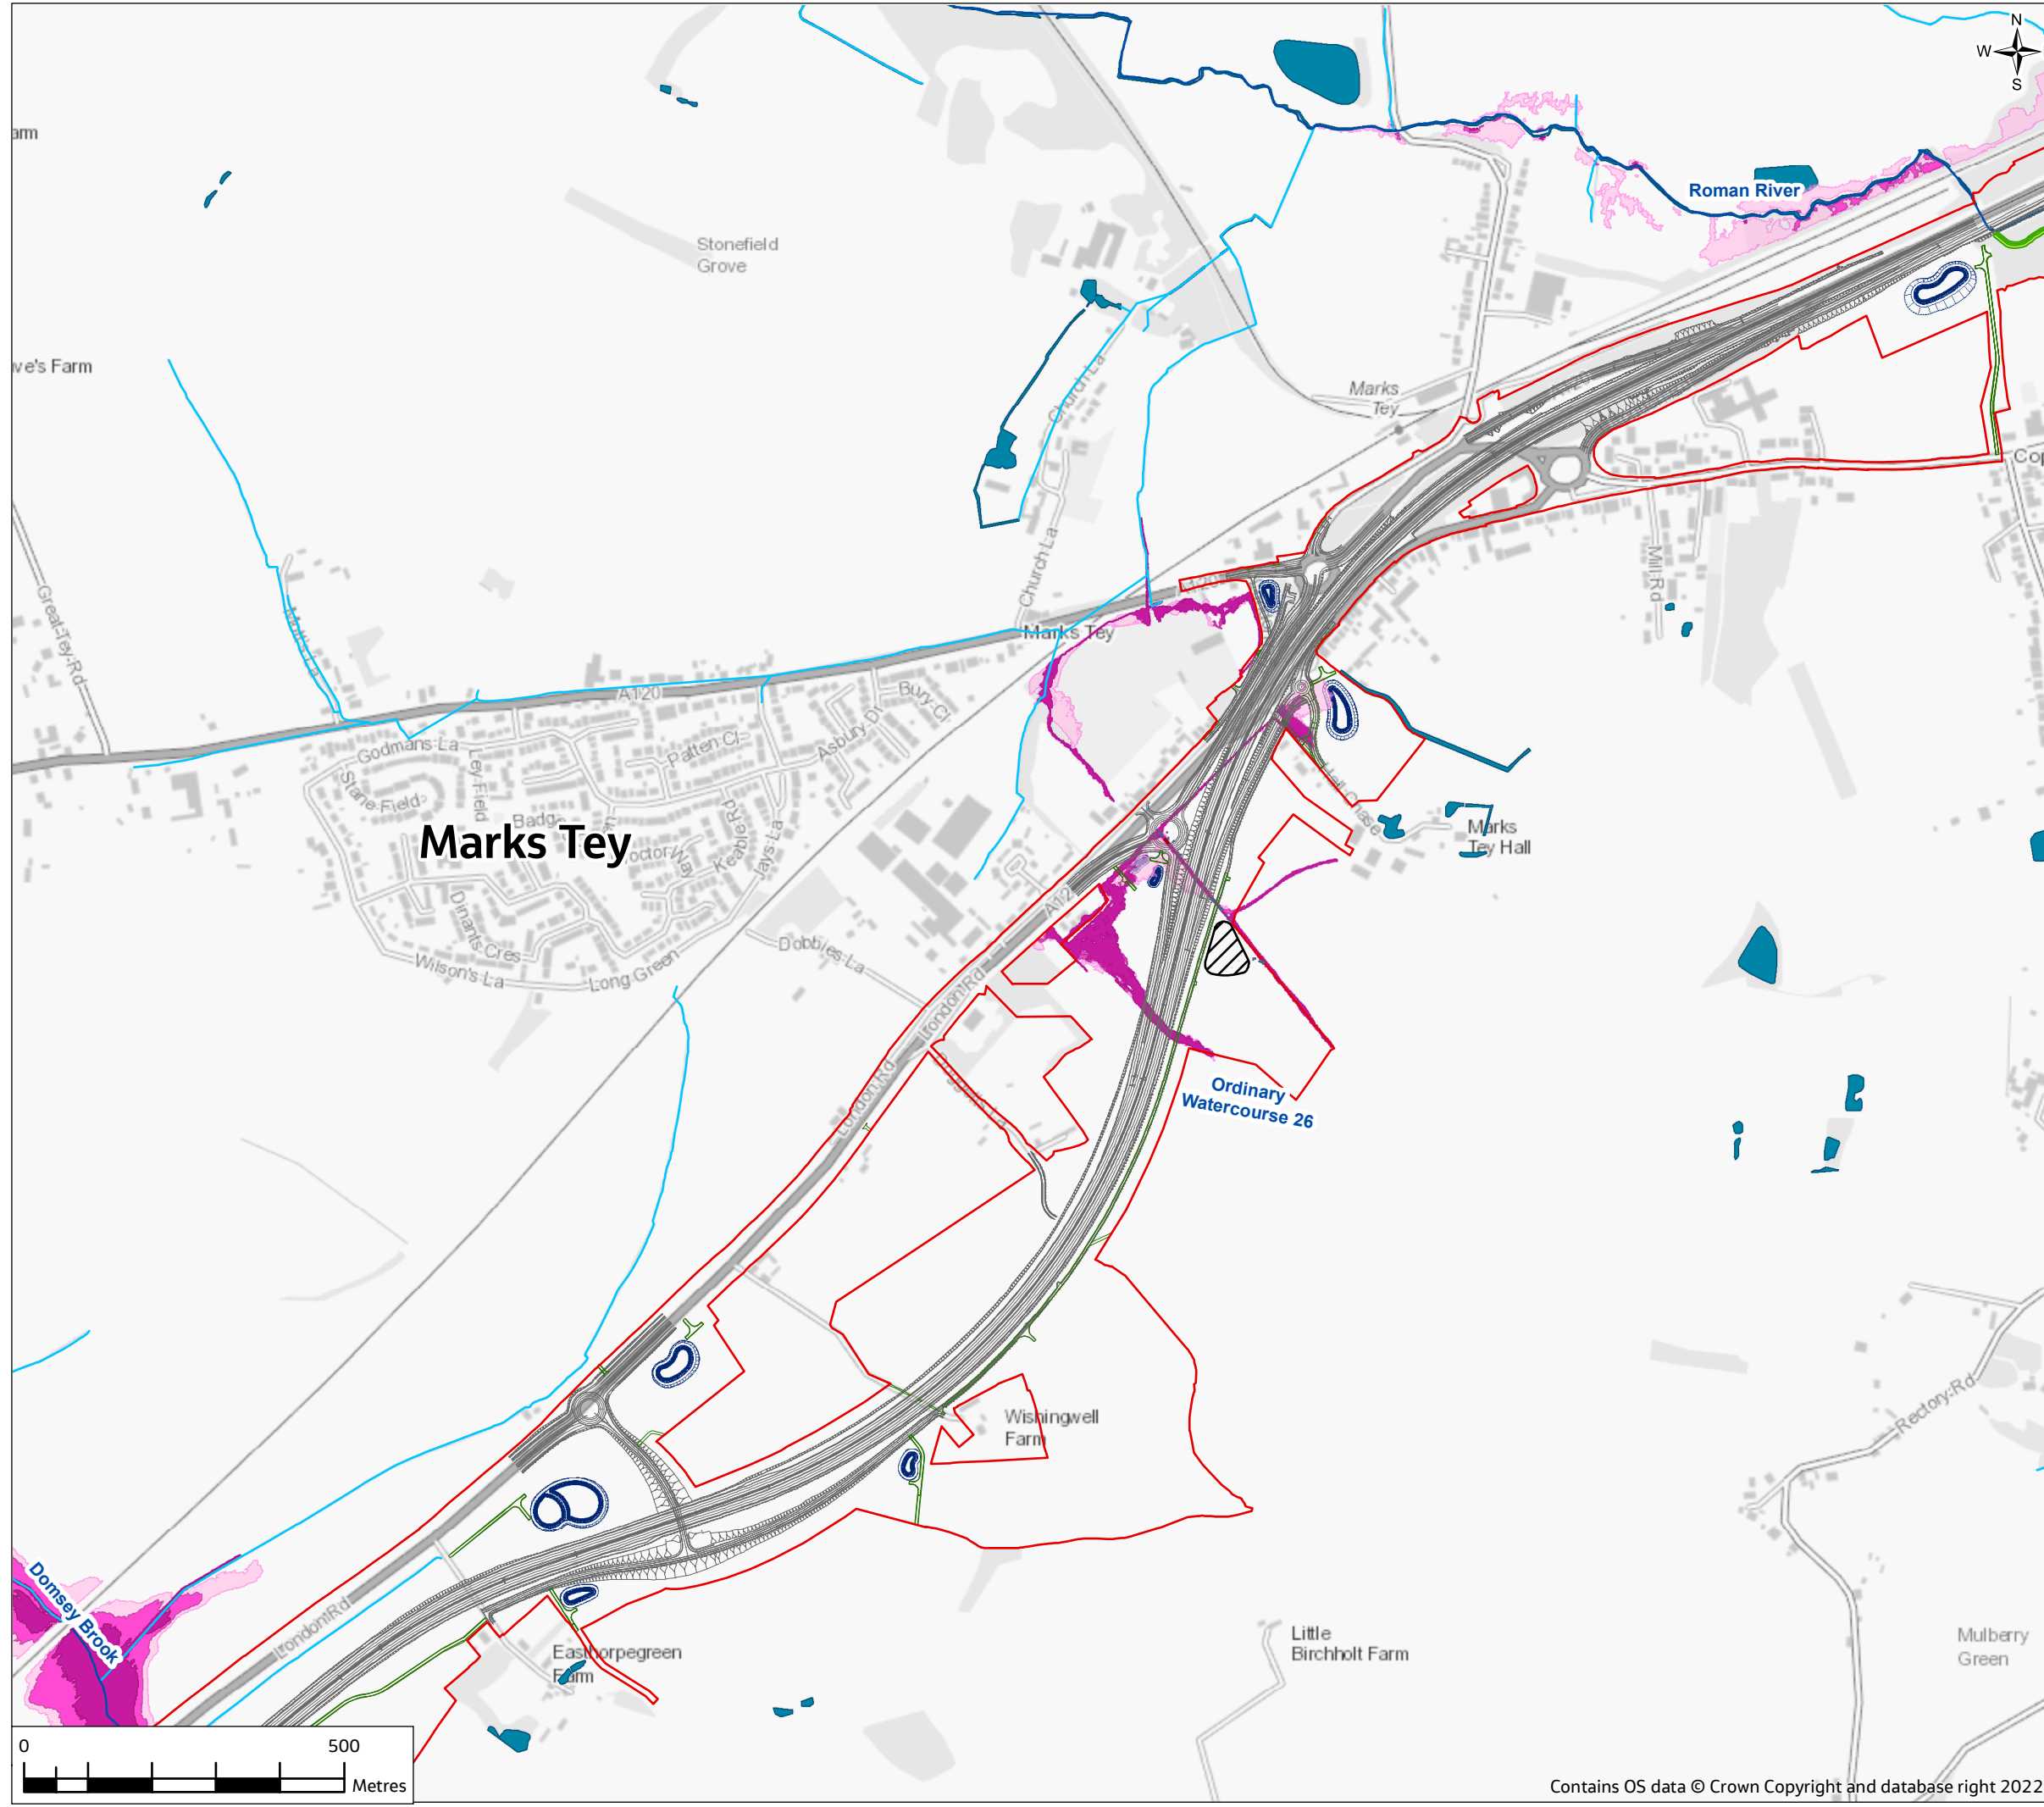 N
W
S
arm
Roman River
Stonefield
Grove
ve's Farm
Marks
Tey
Church La
Church La
Great Tey Rd
Mill Rd
A120
Marks Tey
A120
Bury Cl
Asbury Dr
Patten Cl
Godmans La
Ley Field
Stane Field
Marks Tey
Keable Rd
Jays La
Marks
Tey Hall
A12
Dinants Cres
Wilson's La
Long Green
Dobbies La
London Rd
London Rd
Ordinary
Watercourse 26
Wishingwell
Farm
Rectory Rd
Domsey Brook
London Rd
Easthorpegreen
Farm
Little
Birchholt Farm
Mulberry
Green
0 500
Metres
Contains OS data © Crown Copyright and database right 2022